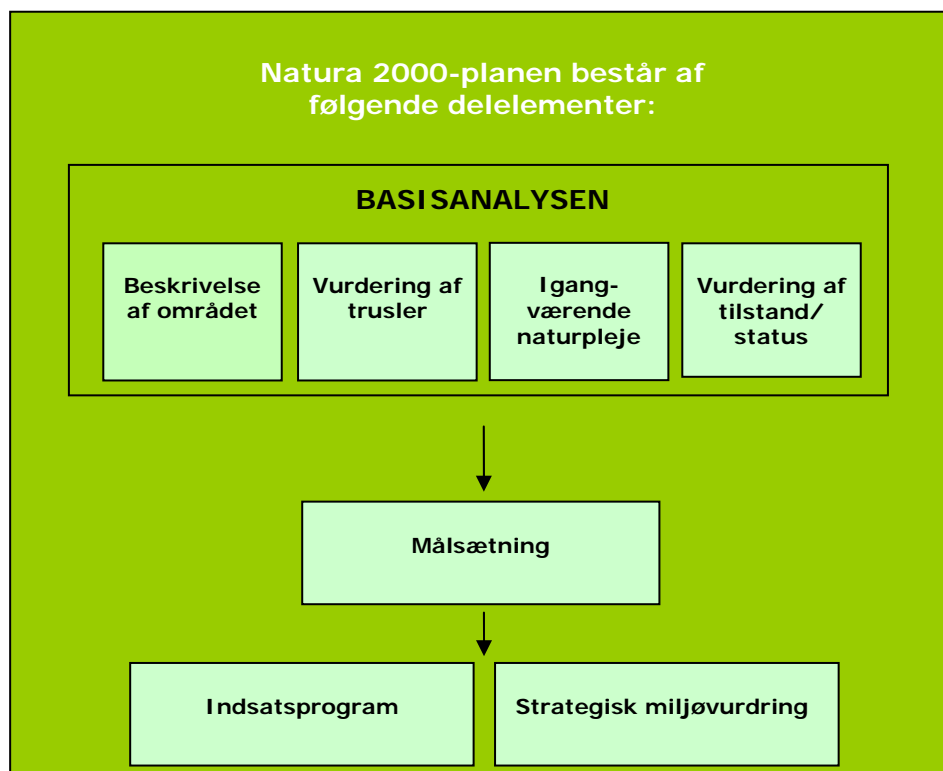 Natura 2000-planen består af
følgende delelementer:
BASISANALYSEN
Beskrivelse
af området
Vurdering af
trusler
Igang-
værende
naturpleje
Vurdering af
tilstand/
status
Målsætning
Indsatsprogram
Strategisk miljøvurdring